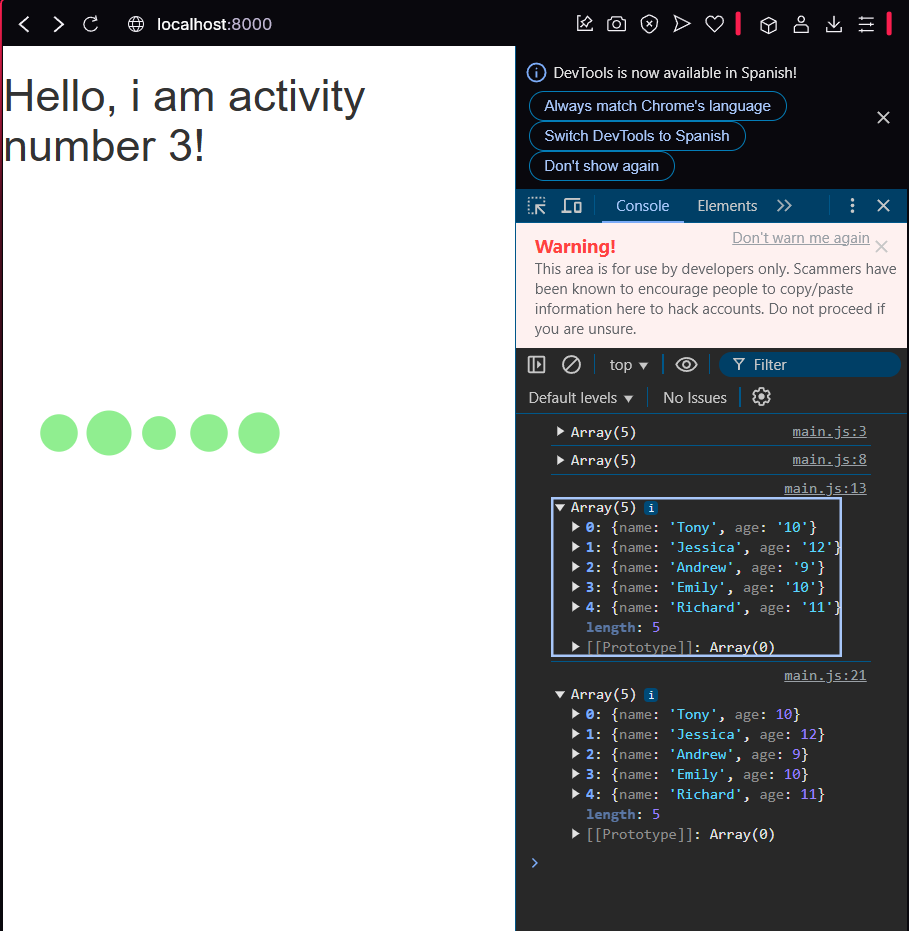 localhost:8000
Hello, i am activity
number 3!
DevTools is now available in Spanish!
Always match Chrome's language
Switch DevTools to Spanish
Don't show again
Console Elements
Warning! Don't warn me again
This area is for use by developers only. Scammers have
been known to encourage people to copy/paste
information here to hack accounts. Do not proceed if
you are unsure.
top Filter
Default levels No Issues
Array(5) main.js:3
Array(5) main.js:8
main.js:13
Array(5) i
0: {name: 'Tony', age: '10'}
1: {name: 'Jessica', age: '12'}
2: {name: 'Andrew', age: '9'}
3: {name: 'Emily', age: '10'}
4: {name: 'Richard', age: '11'}
length: 5
[[Prototype]]: Array(0)
main.js:21
Array(5) i
0: {name: 'Tony', age: 10}
1: {name: 'Jessica', age: 12}
2: {name: 'Andrew', age: 9}
3: {name: 'Emily', age: 10}
4: {name: 'Richard', age: 11}
length: 5
[[Prototype]]: Array(0)